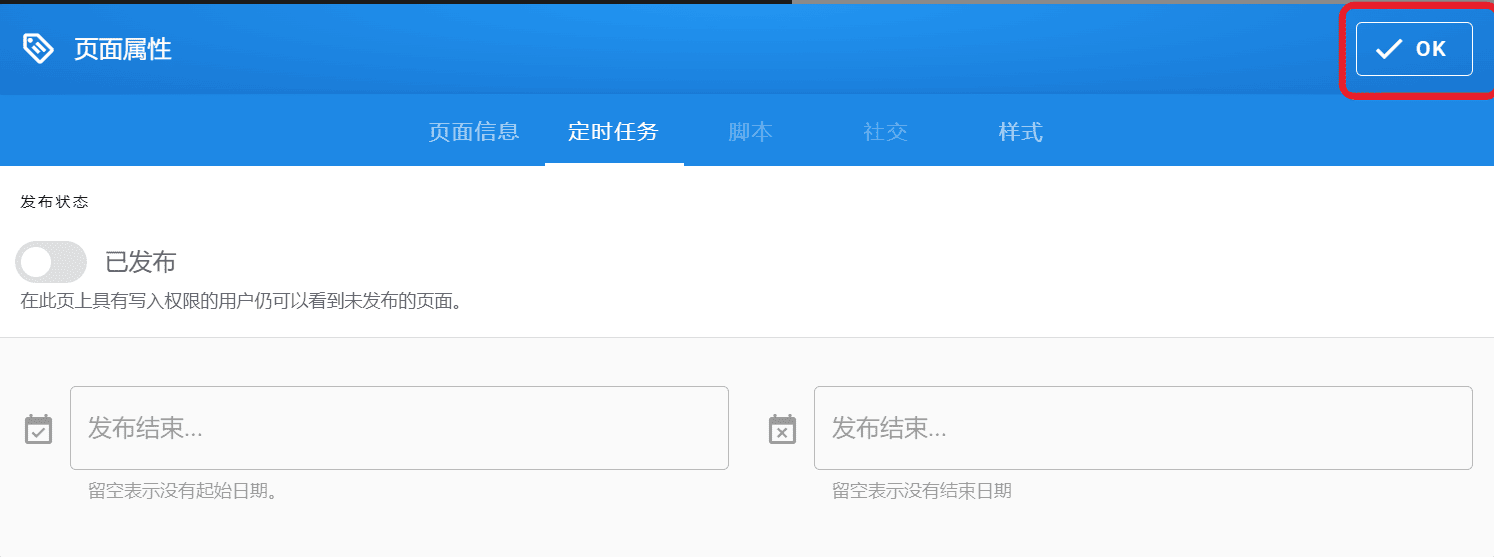 页面属性
OK
页面信息 定时任务 脚本 社交 样式
发布状态
已发布
在此页上具有写入权限的用户仍可以看到未发布的页面。
发布结束... 发布结束...
留空表示没有起始日期。 留空表示没有结束日期